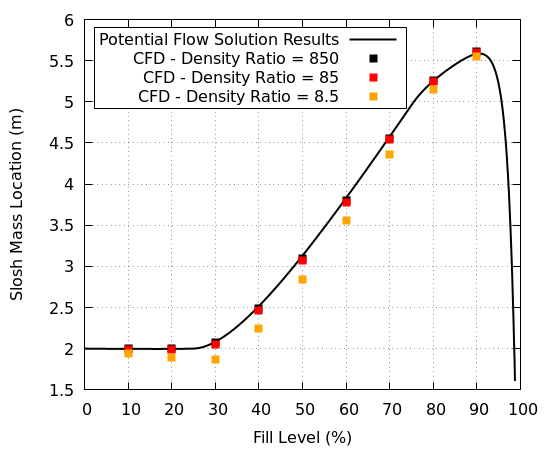 6
5.5
5
4.5
4
3.5
3
2.5
2
1.5
Slosh Mass Location (m)
Potential Flow Solution Results
CFD - Density Ratio = 850
CFD - Density Ratio = 85
CFD - Density Ratio = 8.5
0 10 20 30 40 50 60 70 80 90 100
Fill Level (%)